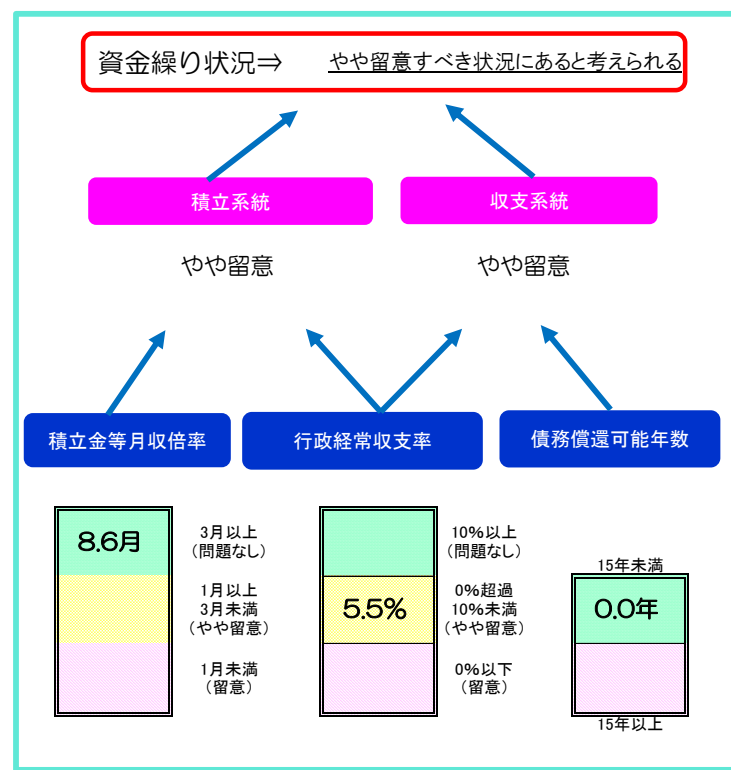 資金繰り状況⇒ やや留意すべき状況にあると考えられる
積立系統
収支系統
やや留意
やや留意
積立金等月収倍率
行政経常収支率
債務償還可能年数
8.6月
3月以上
（問題なし）
1月以上
3月未満
（やや留意）
1月未満
（留意）
5.5%
10%以上
（問題なし）
0%超過
10%未満
（やや留意）
0%以下
（留意）
15年未満
0.0年
15年以上